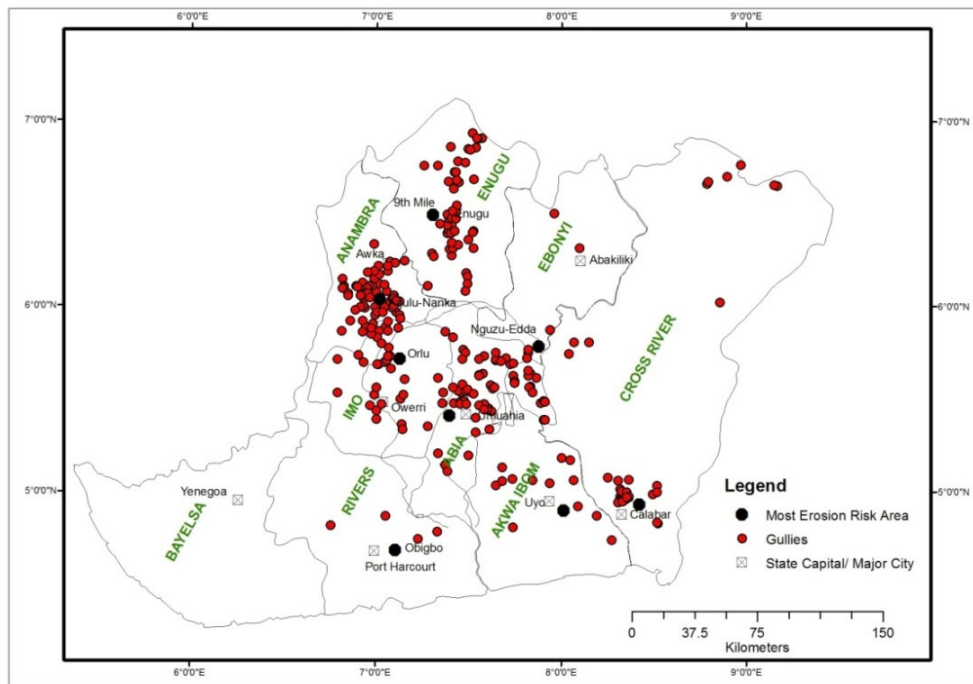 6°0'0"E 7°0'0"E 8°0'0"E 9°0'0"E
7°0'0"N 7°0'0"N
ENUGU
9th Mile
Enugu
ANAMBRA
EBONYI
Awka
Abakiliki
6°0'0"N 6°0'0"N
ulu-Nanka
Nguzu-Edda
CROSS RIVER
Orlu
IMO
Owerri
ABIA
5°0'0"N 5°0'0"N
Yenegoa
BAYELSA
RIVERS
AKWA IBOM
Uyo
Calabar
Obigbo
Port Harcourt
Legend
Most Erosion Risk Area
Gullies
State Capital/ Major City
0 37.5 75 150
Kilometers
6°0'0"E 7°0'0"E 8°0'0"E 9°0'0"E